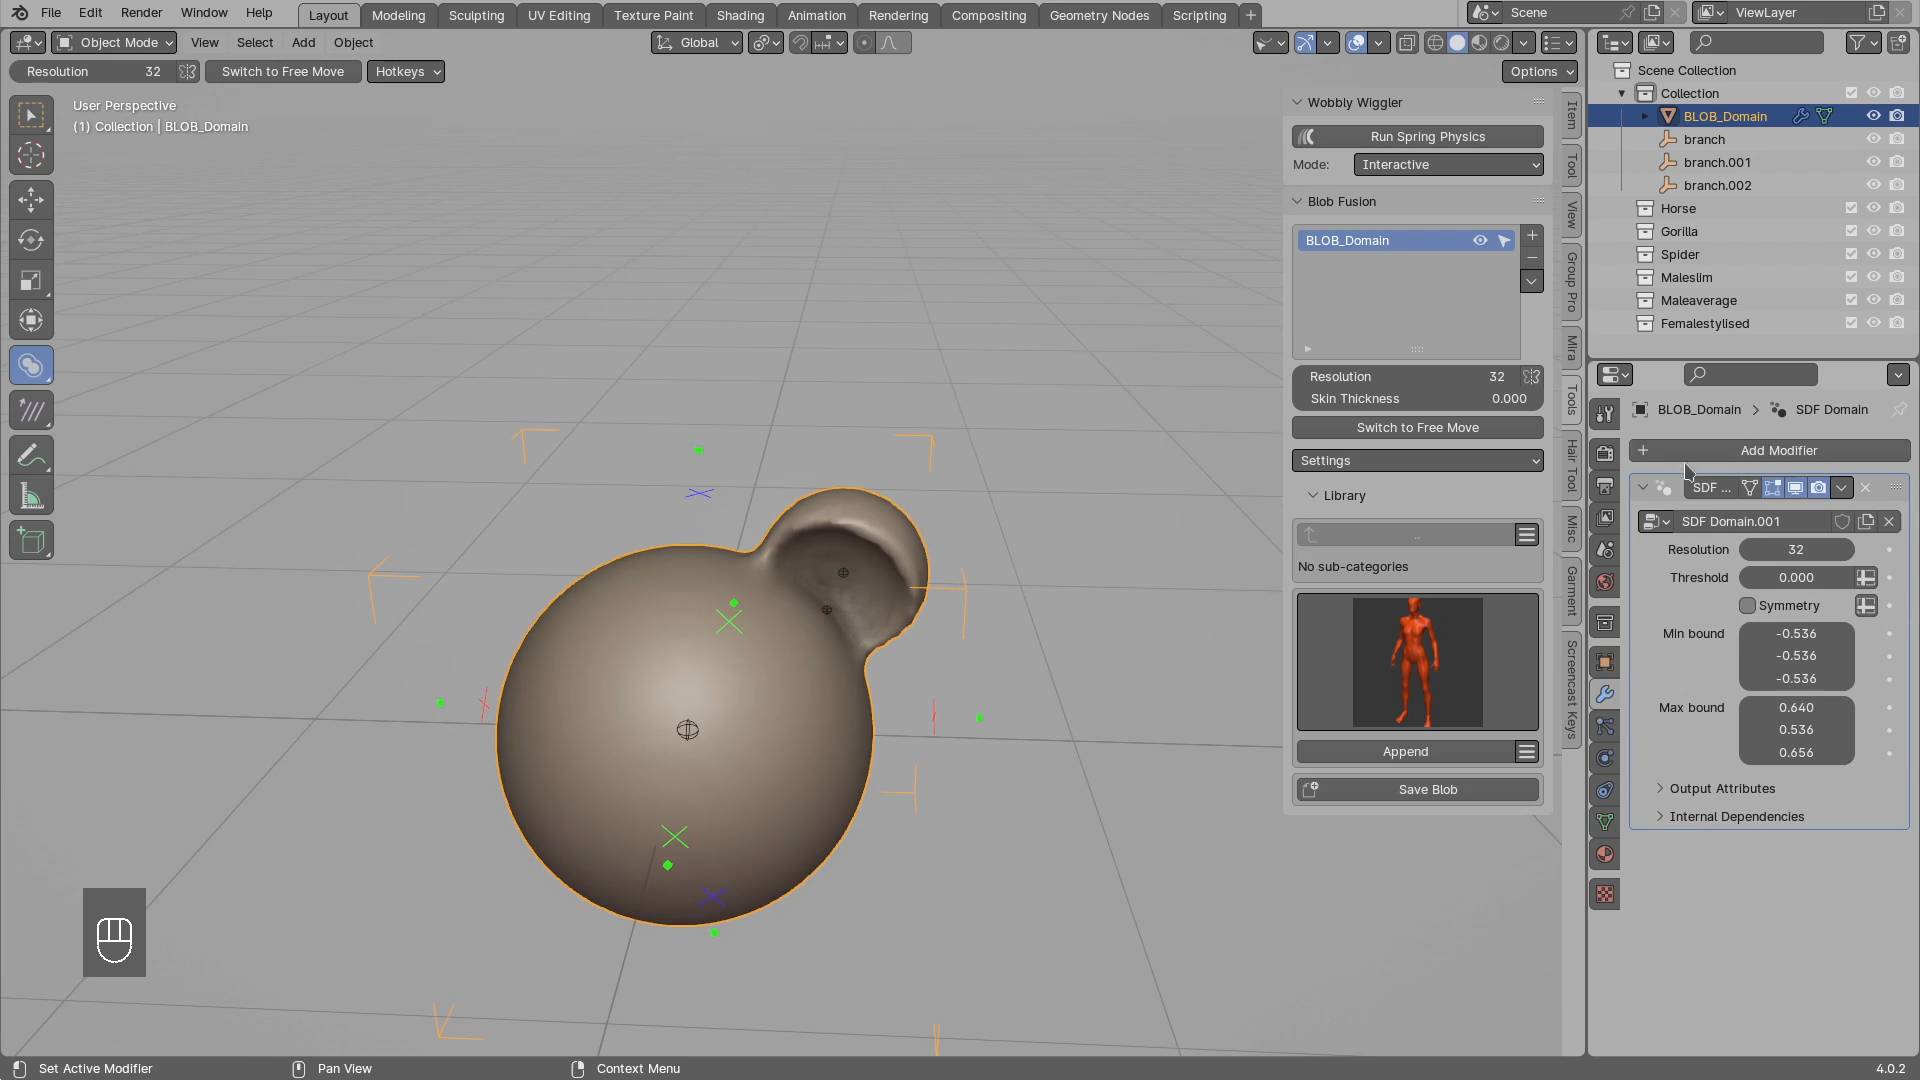 File Edit Render Window Help Layout Modeling Sculpting UV Editing Texture Paint Shading Animation Rendering Compositing Geometry Nodes Scripting + Scene ViewLayer
Object Mode View Select Add Object Global
Resolution 32 Switch to Free Move Hotkeys Options
User Perspective
(1) Collection | BLOB_Domain
Wobbly Wiggler
Run Spring Physics
Mode: Interactive
Blob Fusion
BLOB_Domain
Resolution 32
Skin Thickness 0.000
Switch to Free Move
Settings
Library
..
No sub-categories
Append
Save Blob
Item
Tool
View
Group Pro
Mira
Tools
Hair Tool
Misc
Garment
Screencast Keys
Scene Collection
Collection
BLOB_Domain
branch
branch.001
branch.002
Horse
Gorilla
Spider
Maleslim
Maleaverage
Femalestylised
BLOB_Domain > SDF Domain
+ Add Modifier
SDF ...
SDF Domain.001
Resolution 32
Threshold 0.000
Symmetry
Min bound -0.536
-0.536
-0.536
Max bound 0.640
0.536
0.656
Output Attributes
Internal Dependencies
Set Active Modifier Pan View Context Menu 4.0.2